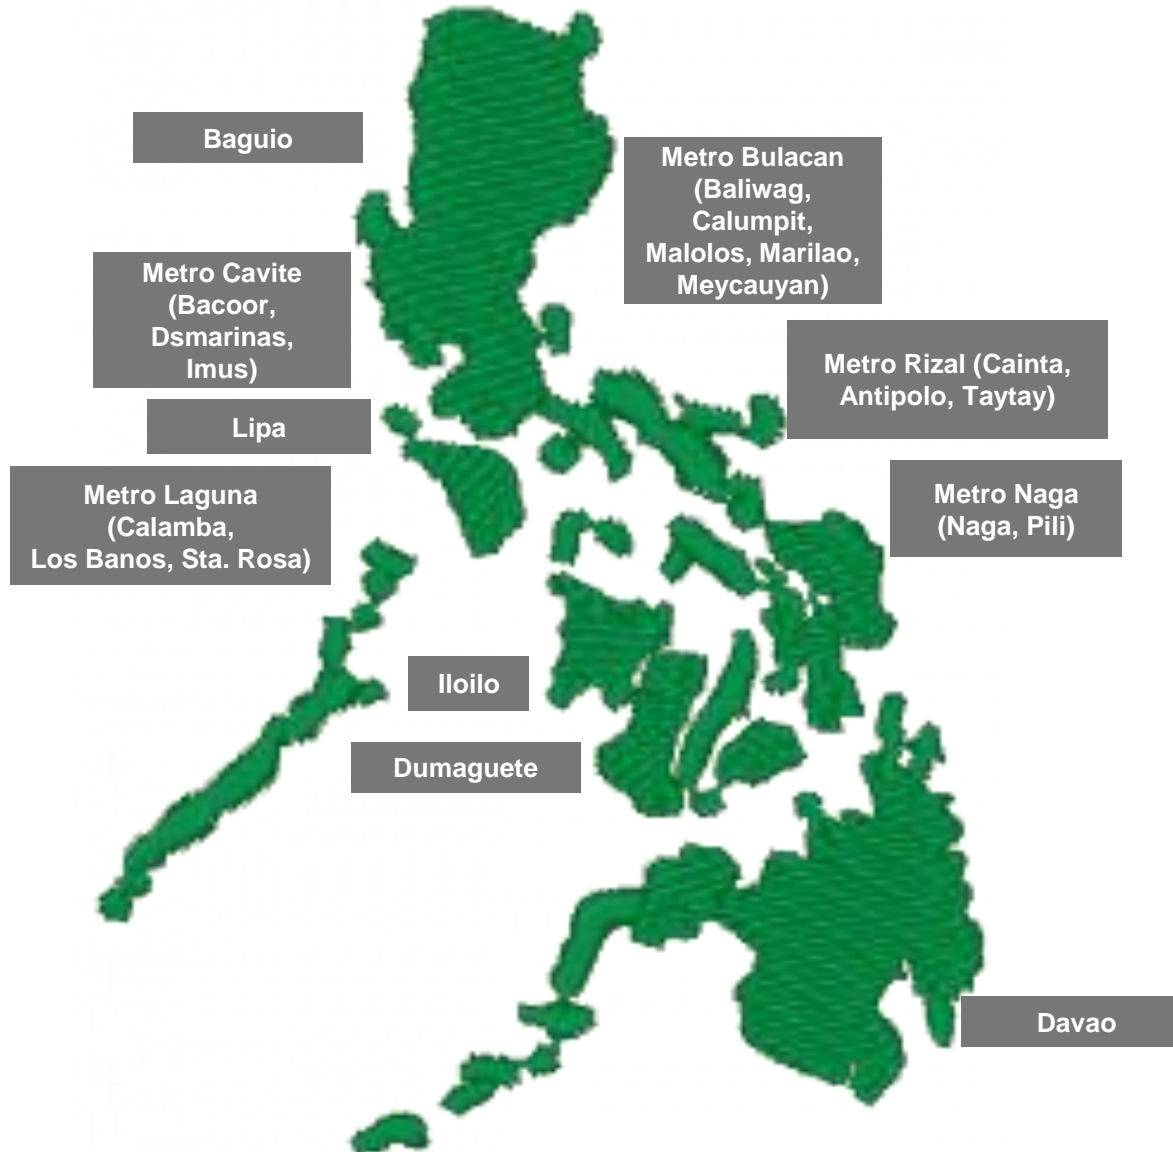 Baguio
Metro Bulacan
(Baliwag,
Calumpit,
Malolos, Marilao,
Meycauyan)
Metro Cavite
(Bacoor,
Dsmarinas,
Imus)
Metro Rizal (Cainta,
Antipolo, Taytay)
Lipa
Metro Laguna
(Calamba,
Los Banos, Sta. Rosa)
Metro Naga
(Naga, Pili)
Iloilo
Dumaguete
Davao